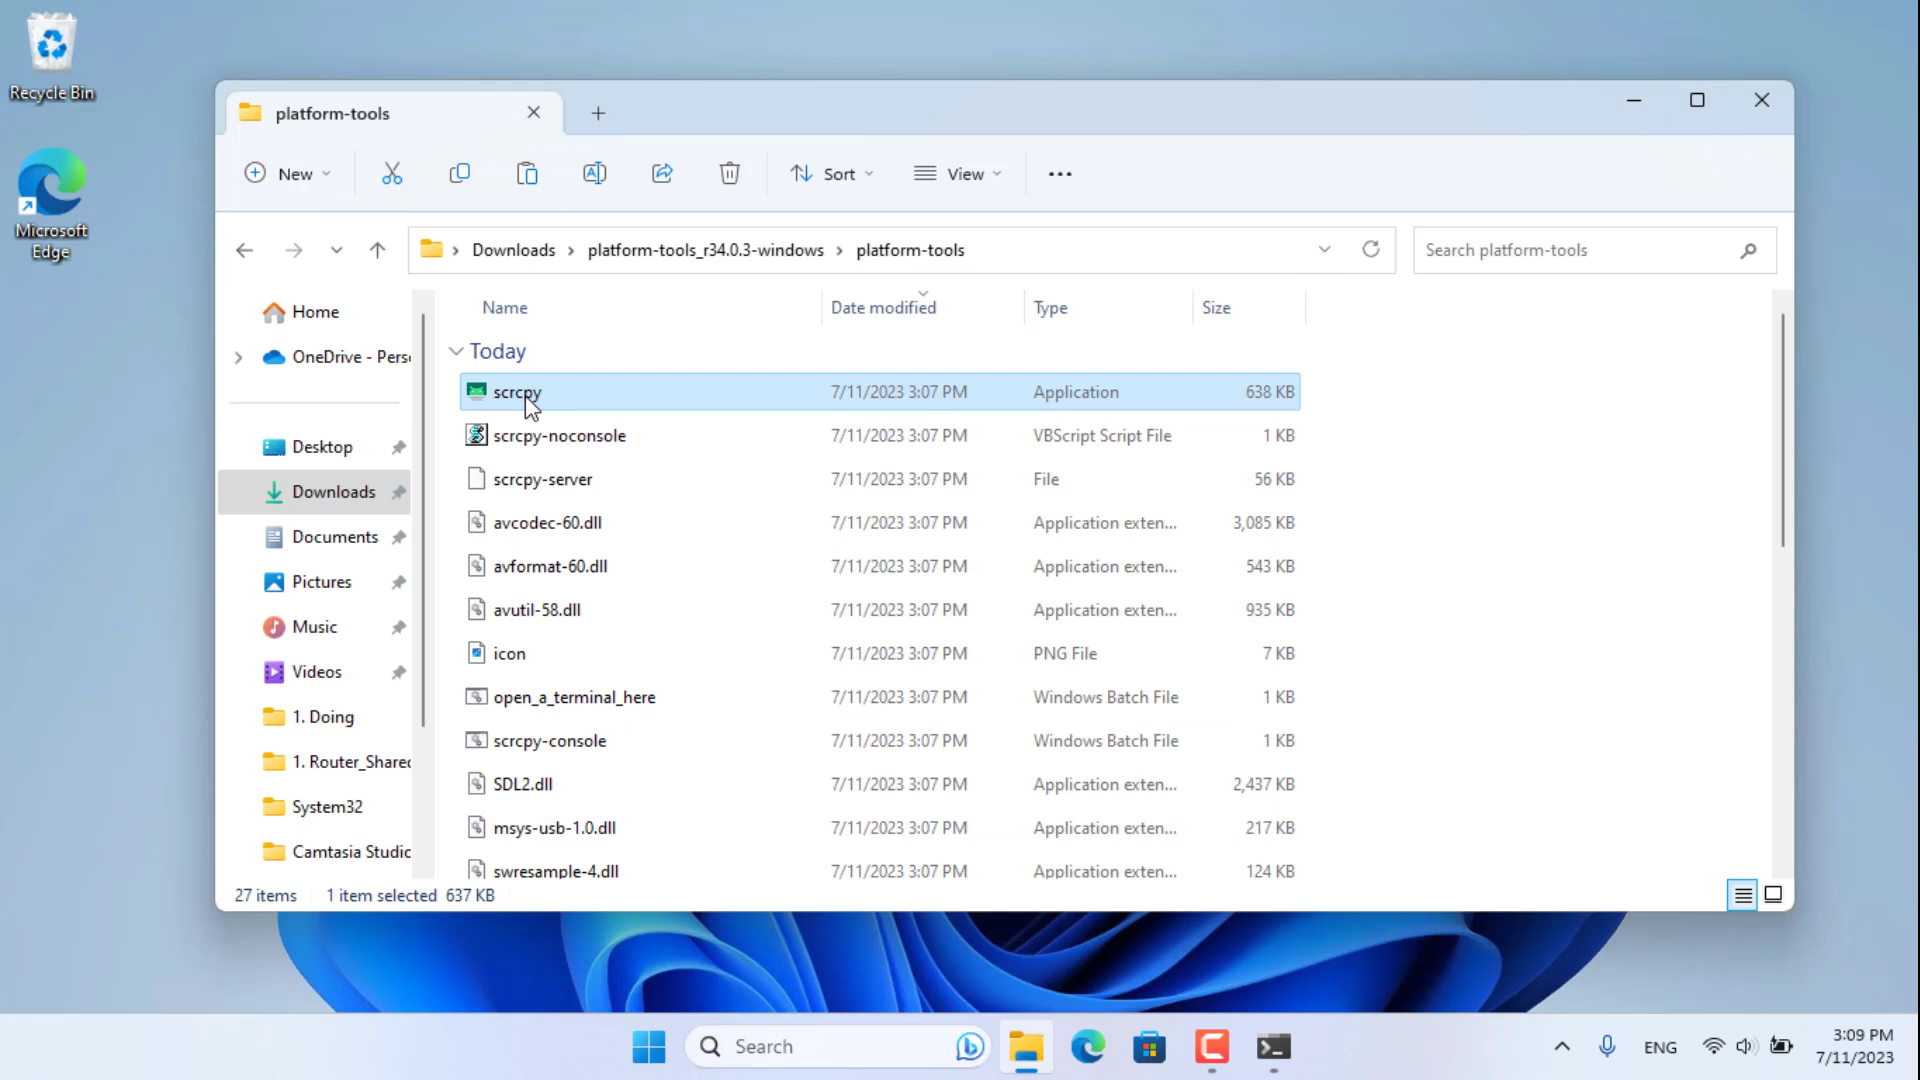 Recycle Bin
Microsoft
Edge
platform-tools
New
Sort
View
Downloads platform-tools_r34.0.3-windows platform-tools
Search platform-tools
Home
OneDrive - Pers
Desktop
Downloads
Documents
Pictures
Music
Videos
1. Doing
1. Router_Shared
System32
Camtasia Studio
Name Date modified Type Size
Today
scrcpy 7/11/2023 3:07 PM Application 638 KB
scrcpy-noconsole 7/11/2023 3:07 PM VBScript Script File 1 KB
scrcpy-server 7/11/2023 3:07 PM File 56 KB
avcodec-60.dll 7/11/2023 3:07 PM Application exten... 3,085 KB
avformat-60.dll 7/11/2023 3:07 PM Application exten... 543 KB
avutil-58.dll 7/11/2023 3:07 PM Application exten... 935 KB
icon 7/11/2023 3:07 PM PNG File 7 KB
open_a_terminal_here 7/11/2023 3:07 PM Windows Batch File 1 KB
scrcpy-console 7/11/2023 3:07 PM Windows Batch File 1 KB
SDL2.dll 7/11/2023 3:07 PM Application exten... 2,437 KB
msys-usb-1.0.dll 7/11/2023 3:07 PM Application exten... 217 KB
swresample-4.dll 7/11/2023 3:07 PM Application exten... 124 KB
27 items 1 item selected 637 KB
Search
ENG
3:09 PM
7/11/2023